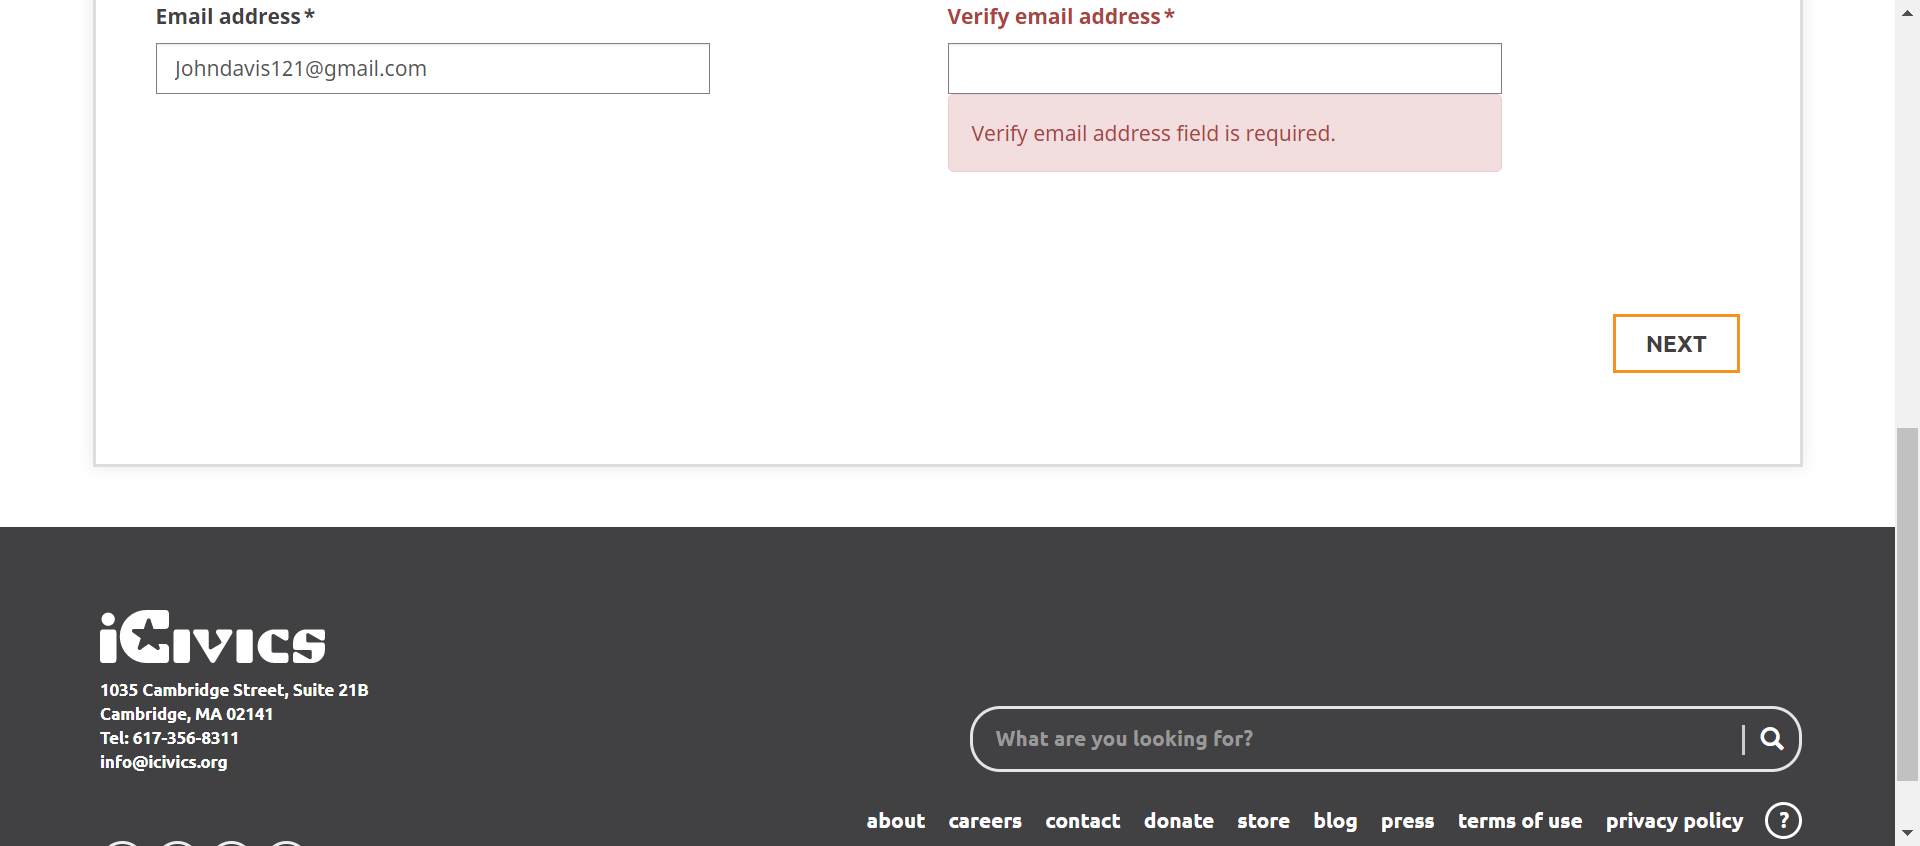 Email address*
Verify email address*
Johndavis121@gmail.com
Verify email address field is required.
NEXT
iCivics
1035 Cambridge Street, Suite 21B
Cambridge, MA 02141
Tel: 617-356-8311
info@icivics.org
What are you looking for?
about careers contact donate store blog press terms of use privacy policy ?